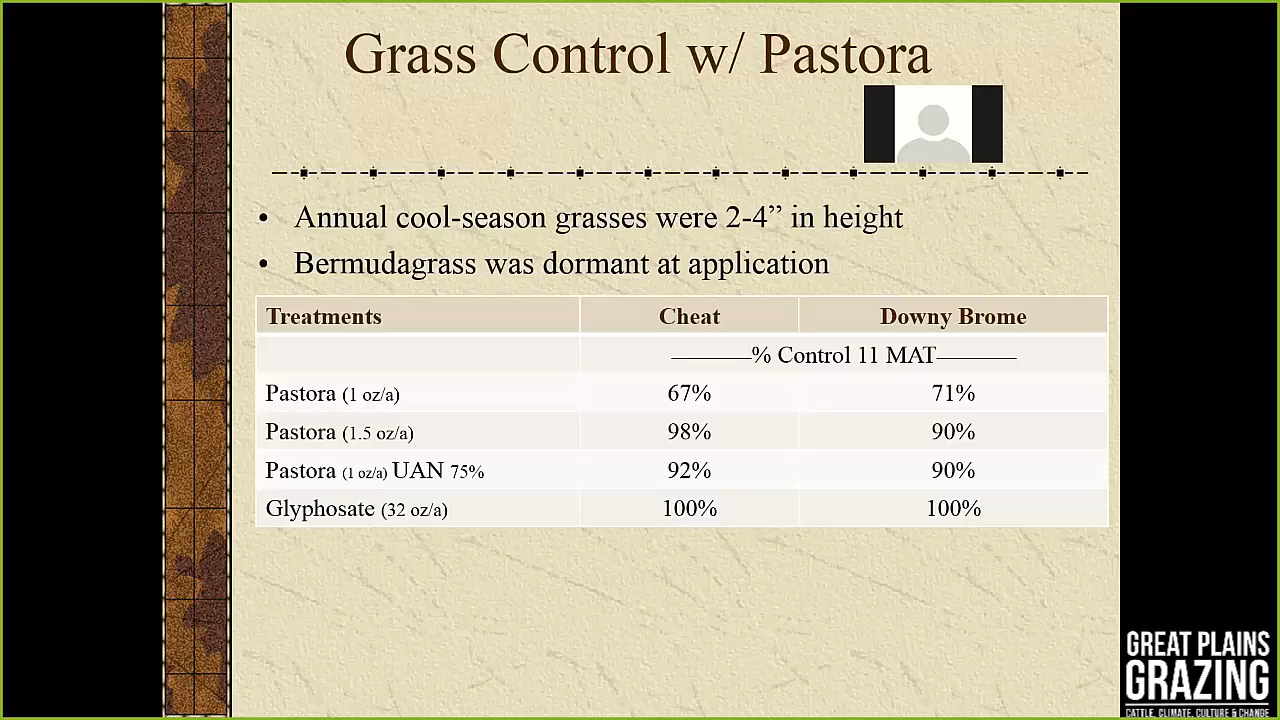 Grass Control w/ Pastora
• Annual cool-season grasses were 2-4” in height
• Bermudagrass was dormant at application
Treatments Cheat Downy Brome
————% Control 11 MAT————
Pastora (1 oz/a) 67% 71%
Pastora (1.5 oz/a) 98% 90%
Pastora (1 oz/a) UAN 75% 92% 90%
Glyphosate (32 oz/a) 100% 100%
GREAT PLAINS
GRAZING
CATTLE, CLIMATE, CULTURE & CHANGE